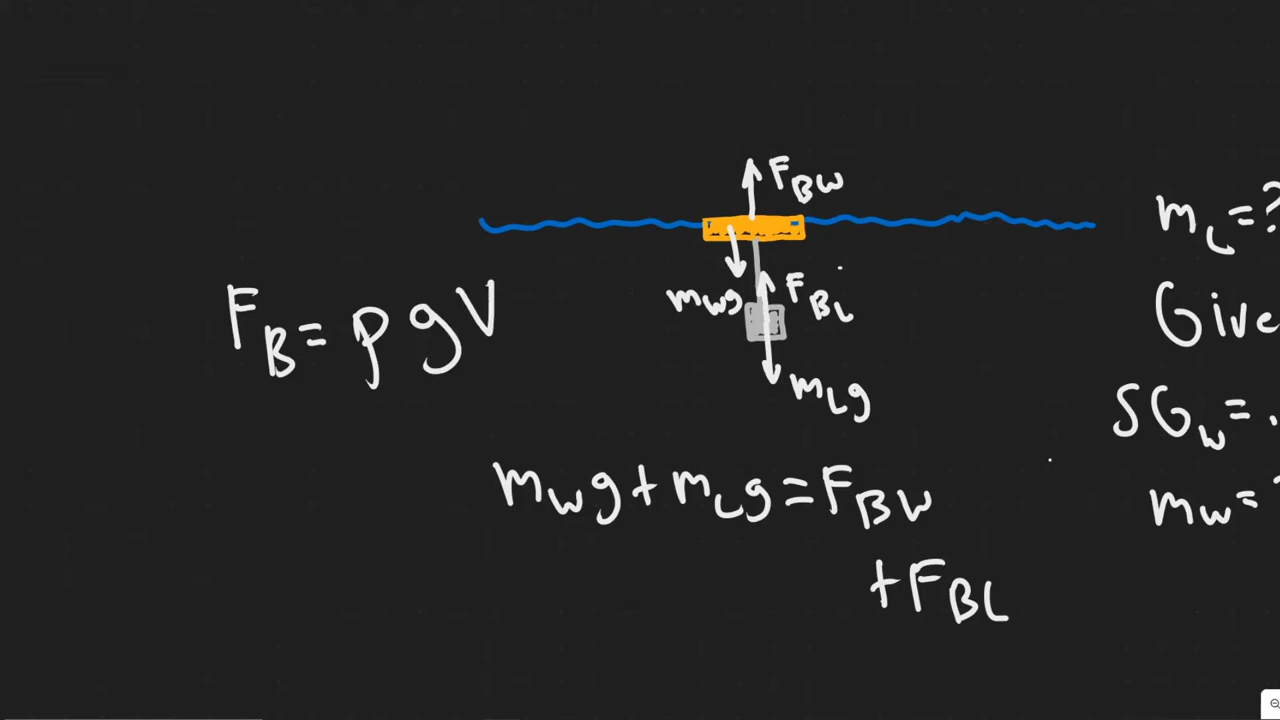 F_BW
m_L=?
m_wg
F_BL
Give
F_B=ρgV
m_Lg
SG_w=.
m_wg+m_Lg=F_BW
m_w=
+F_BL